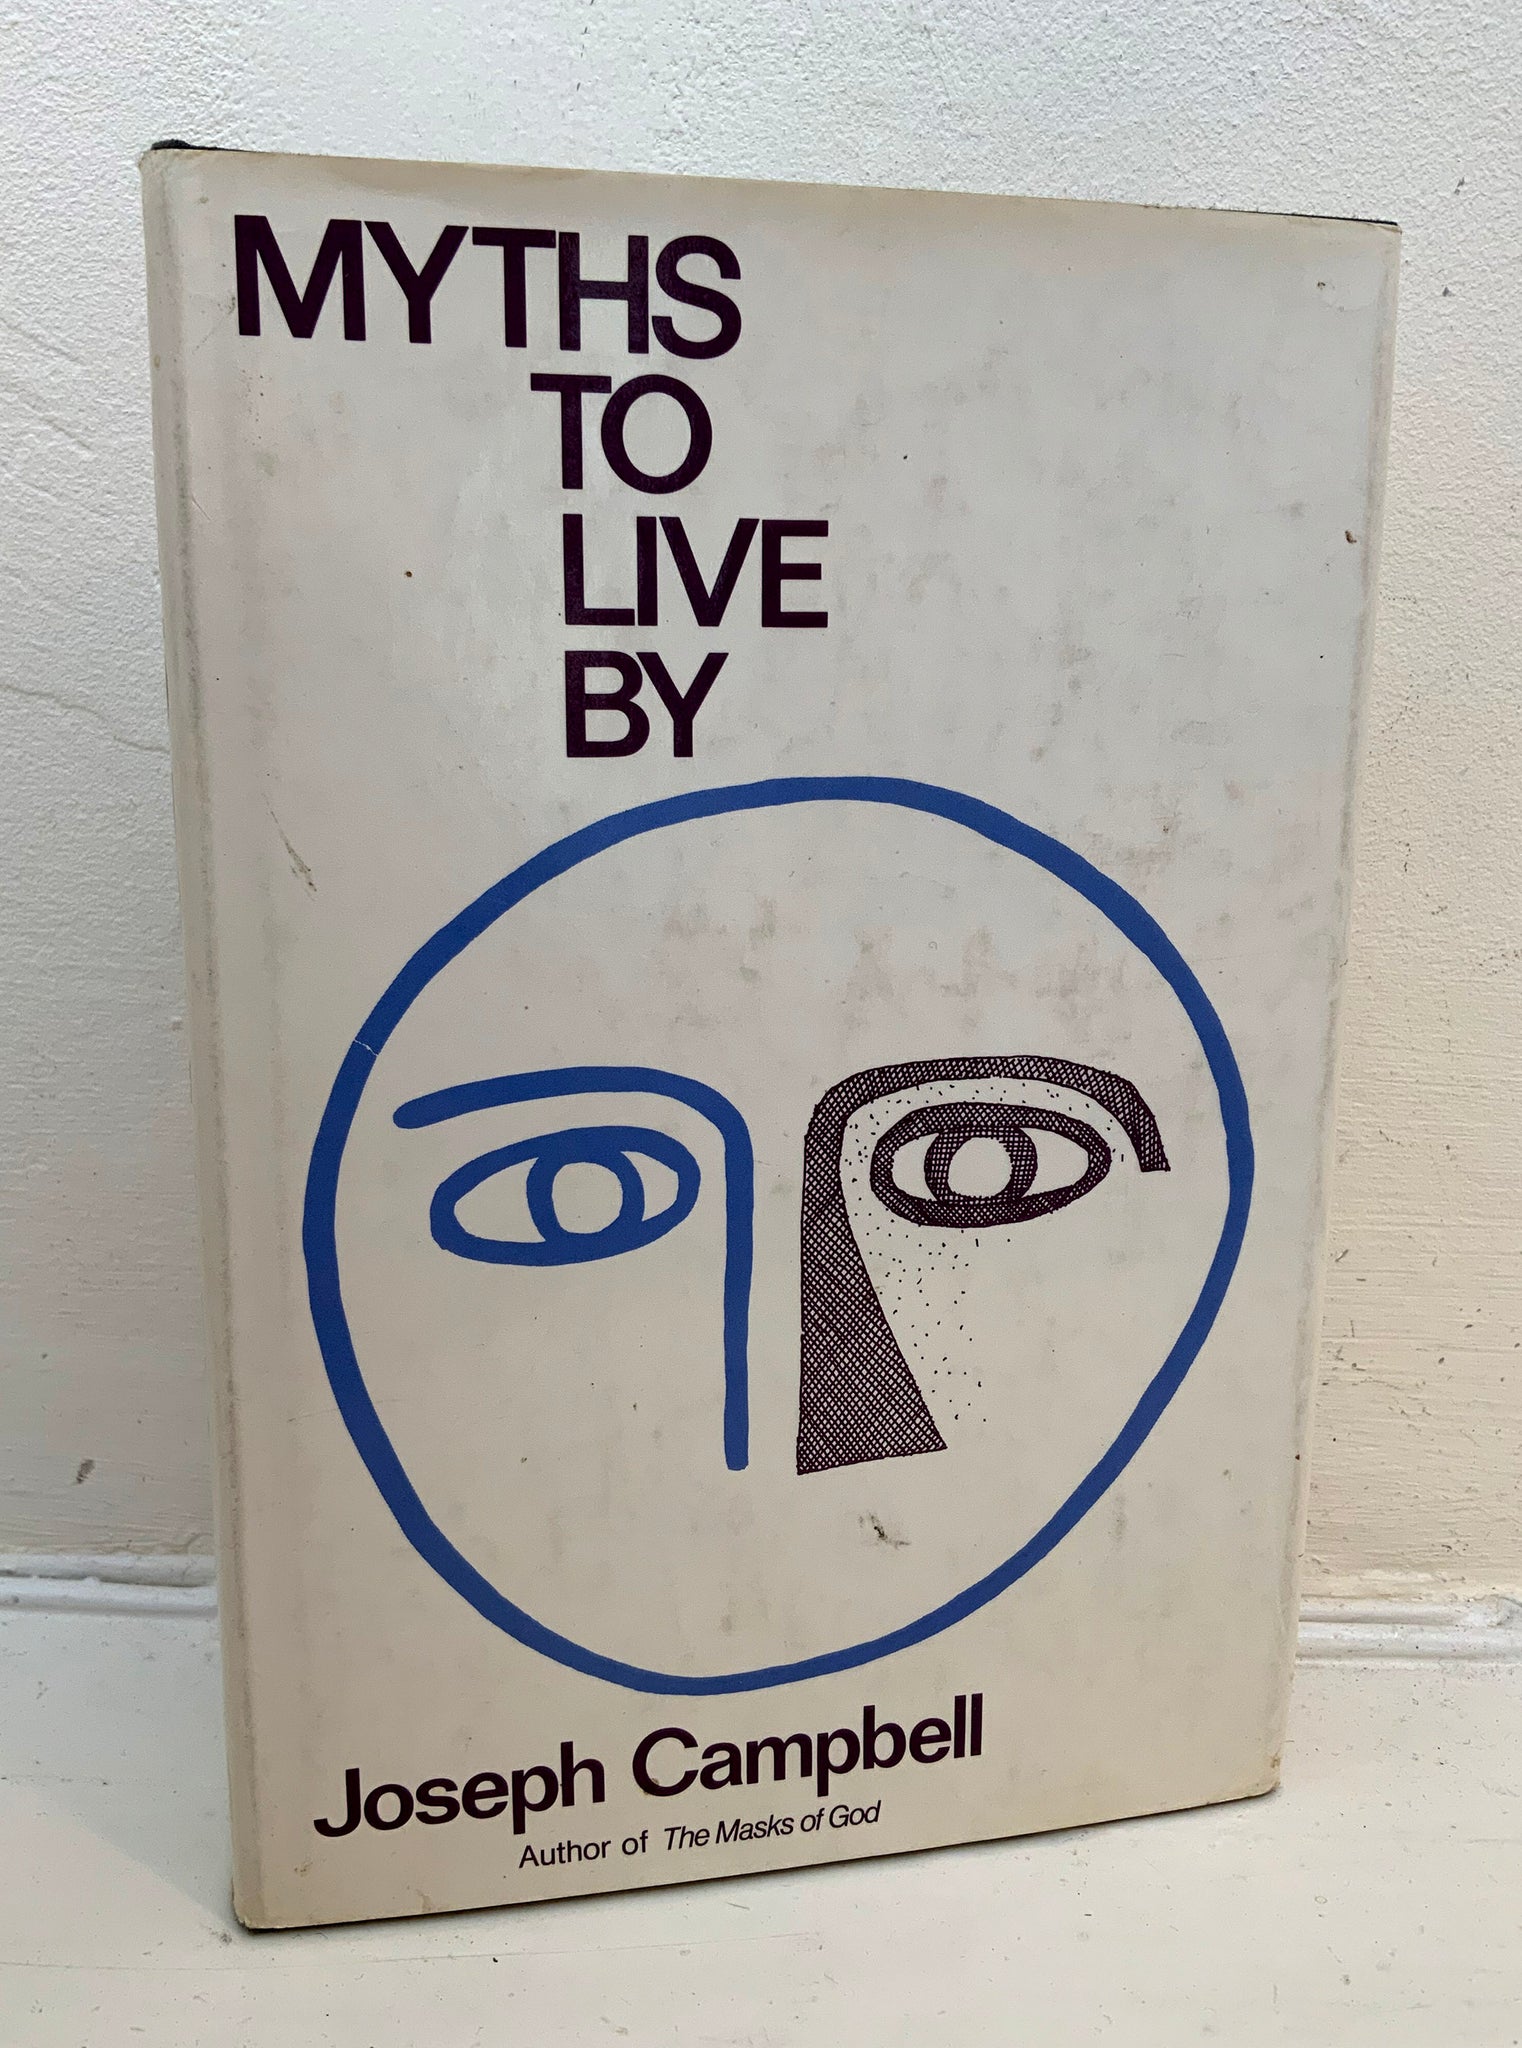 MYTHS
TO
LIVE
BY
Joseph Campbell
Author of The Masks of God